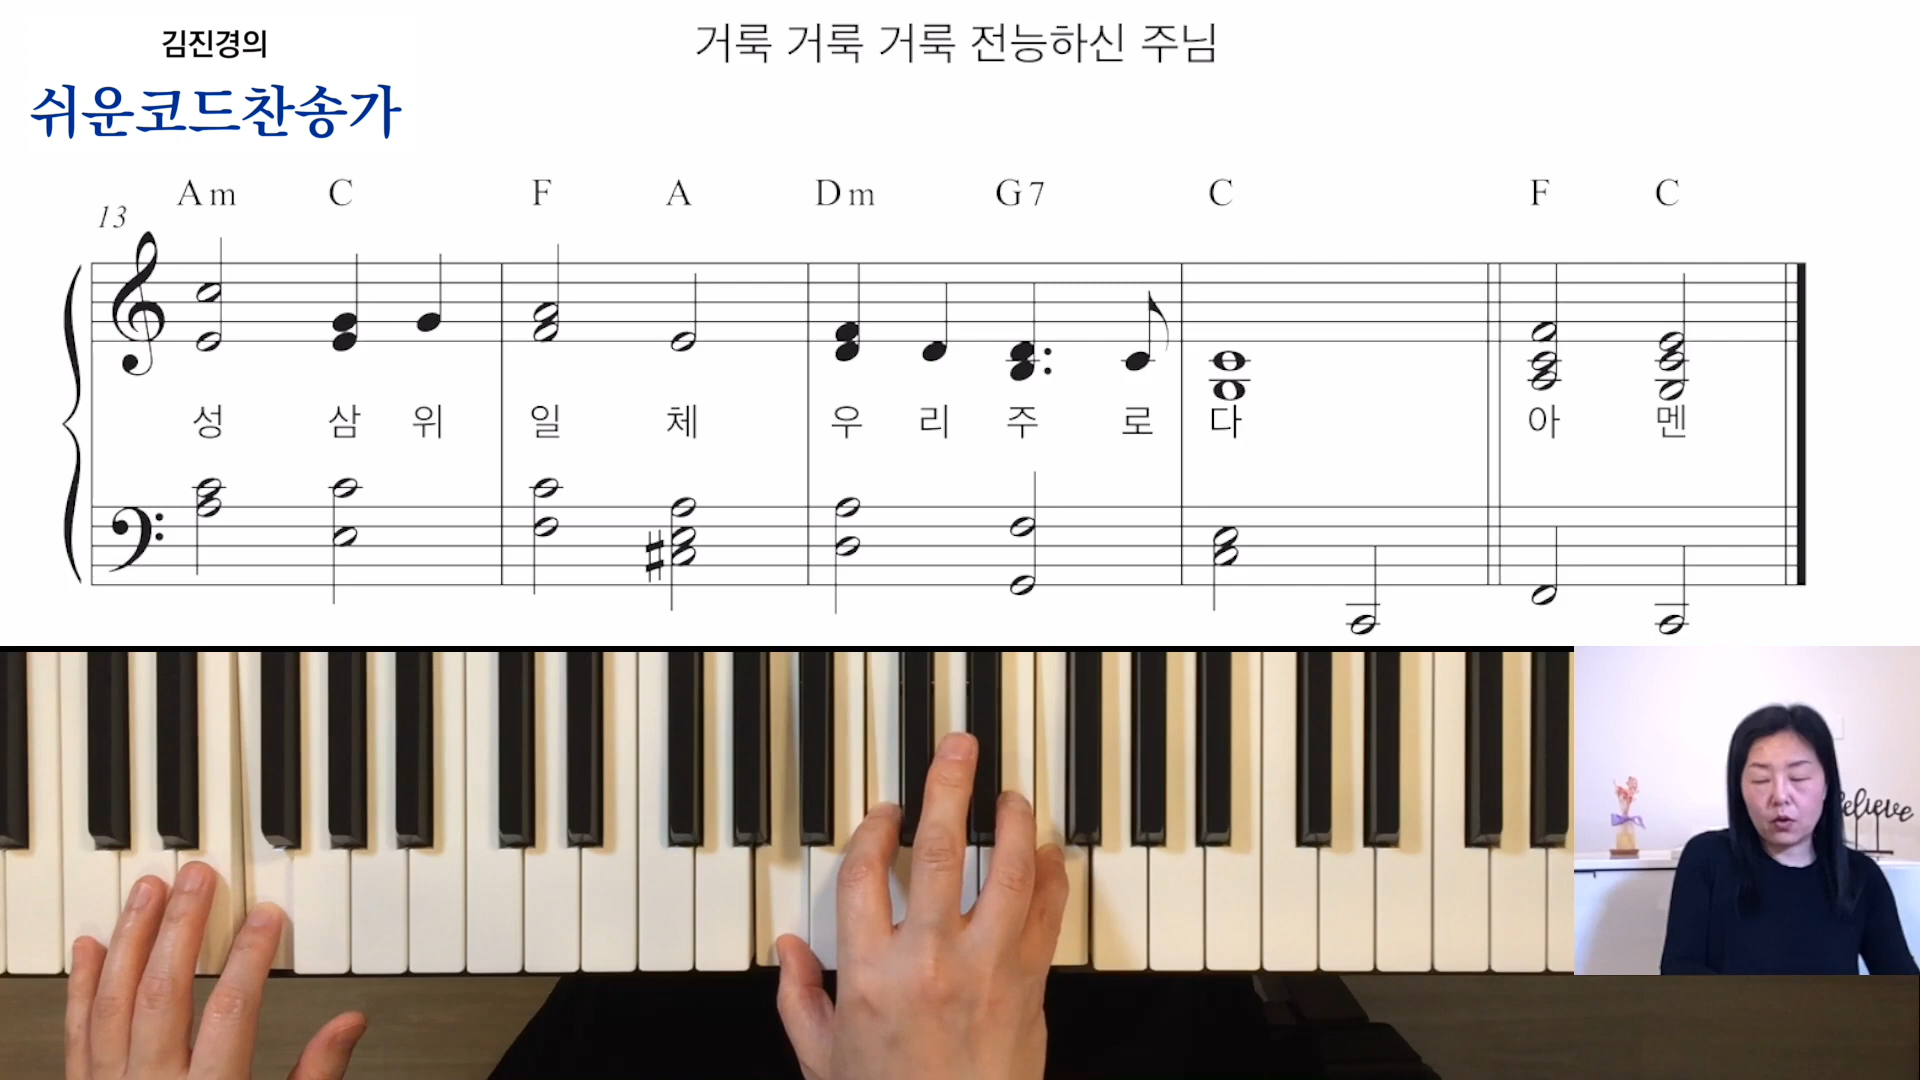 김진경의
쉬운코드찬송가
거룩 거룩 거룩 전능하신 주님
Am C F A Dm G7 C F C
13
성 삼 위 일 체 우 리 주 로 다 아 멘
believe